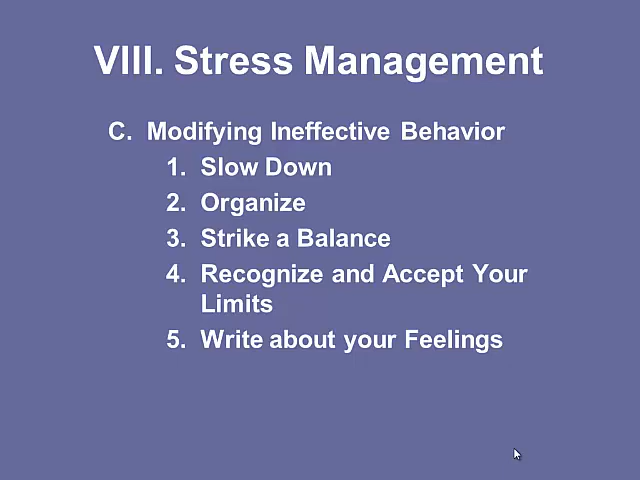 VIII. Stress Management
C. Modifying Ineffective Behavior
1. Slow Down
2. Organize
3. Strike a Balance
4. Recognize and Accept Your
Limits
5. Write about your Feelings